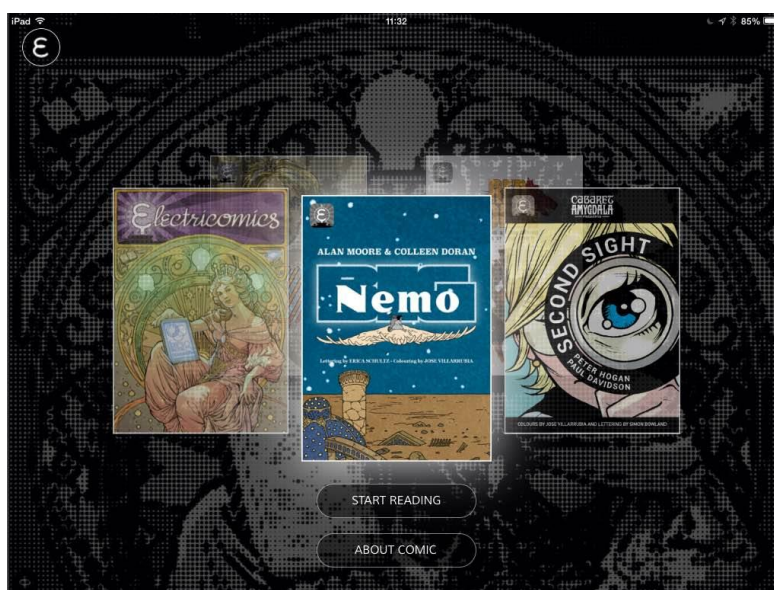 iPad
11:32
85%
ε
Electricomics
ε
ALAN MOORE & COLLEEN DORAN
Nemo
Lettering by ERICA SCHULTZ - Colouring by JOSE VILLARRUBIA
ε
CABARET
AMYGDALA
SECOND SIGHT
PETER HOGAN
PAUL DAVIDSON
COLOURS BY JOSE VILLARRUBIA AND LETTERING BY SIMON BOWLAND
START READING
ABOUT COMIC